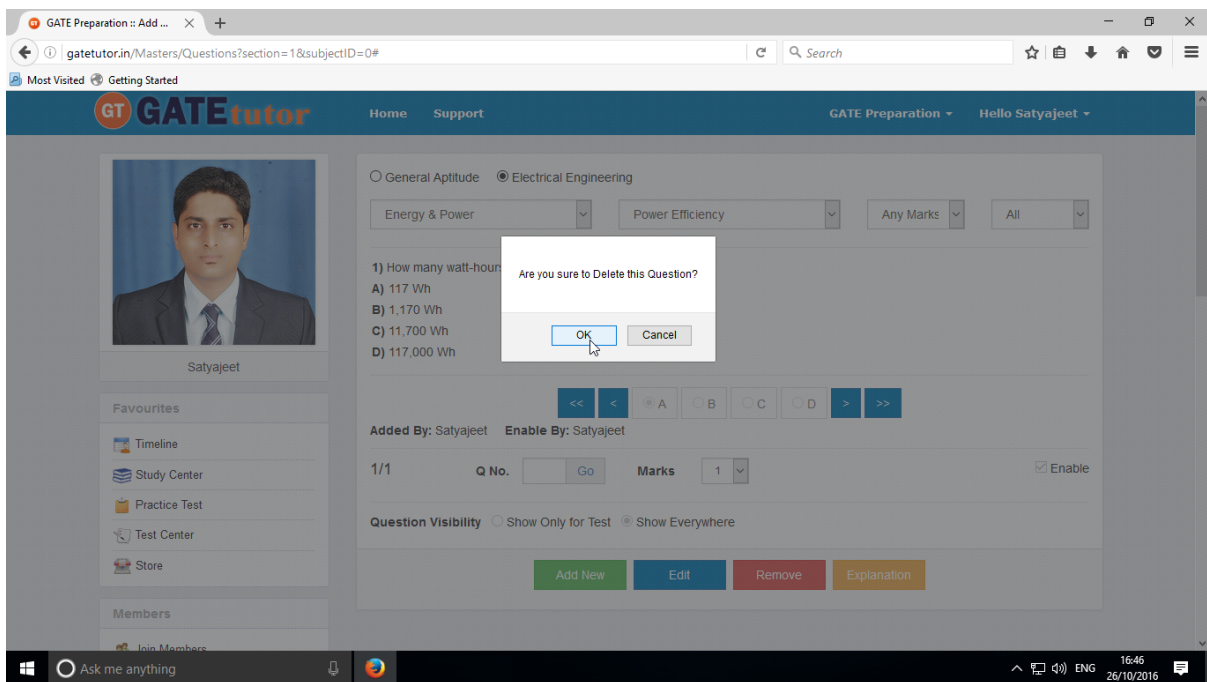 GATE Preparation :: Add ...
gatetutor.in/Masters/Questions?section=1&subjectID=0#
Search
Most Visited Getting Started
GT GATEtutor Home Support GATE Preparation Hello Satyajeet
General Aptitude Electrical Engineering
Energy & Power Power Efficiency Any Marks All
1) How many watt-hour
A) 117 Wh
B) 1,170 Wh
C) 11,700 Wh
D) 117,000 Wh
Are you sure to Delete this Question?
OK Cancel
<< < A B C D > >>
Added By: Satyajeet Enable By: Satyajeet
1/1 Q No. Go Marks 1 Enable
Question Visibility Show Only for Test Show Everywhere
Add New Edit Remove Explanation
Satyajeet
Favourites
Timeline
Study Center
Practice Test
Test Center
Store
Members
Join Members
Ask me anything
ENG 16:46
26/10/2016